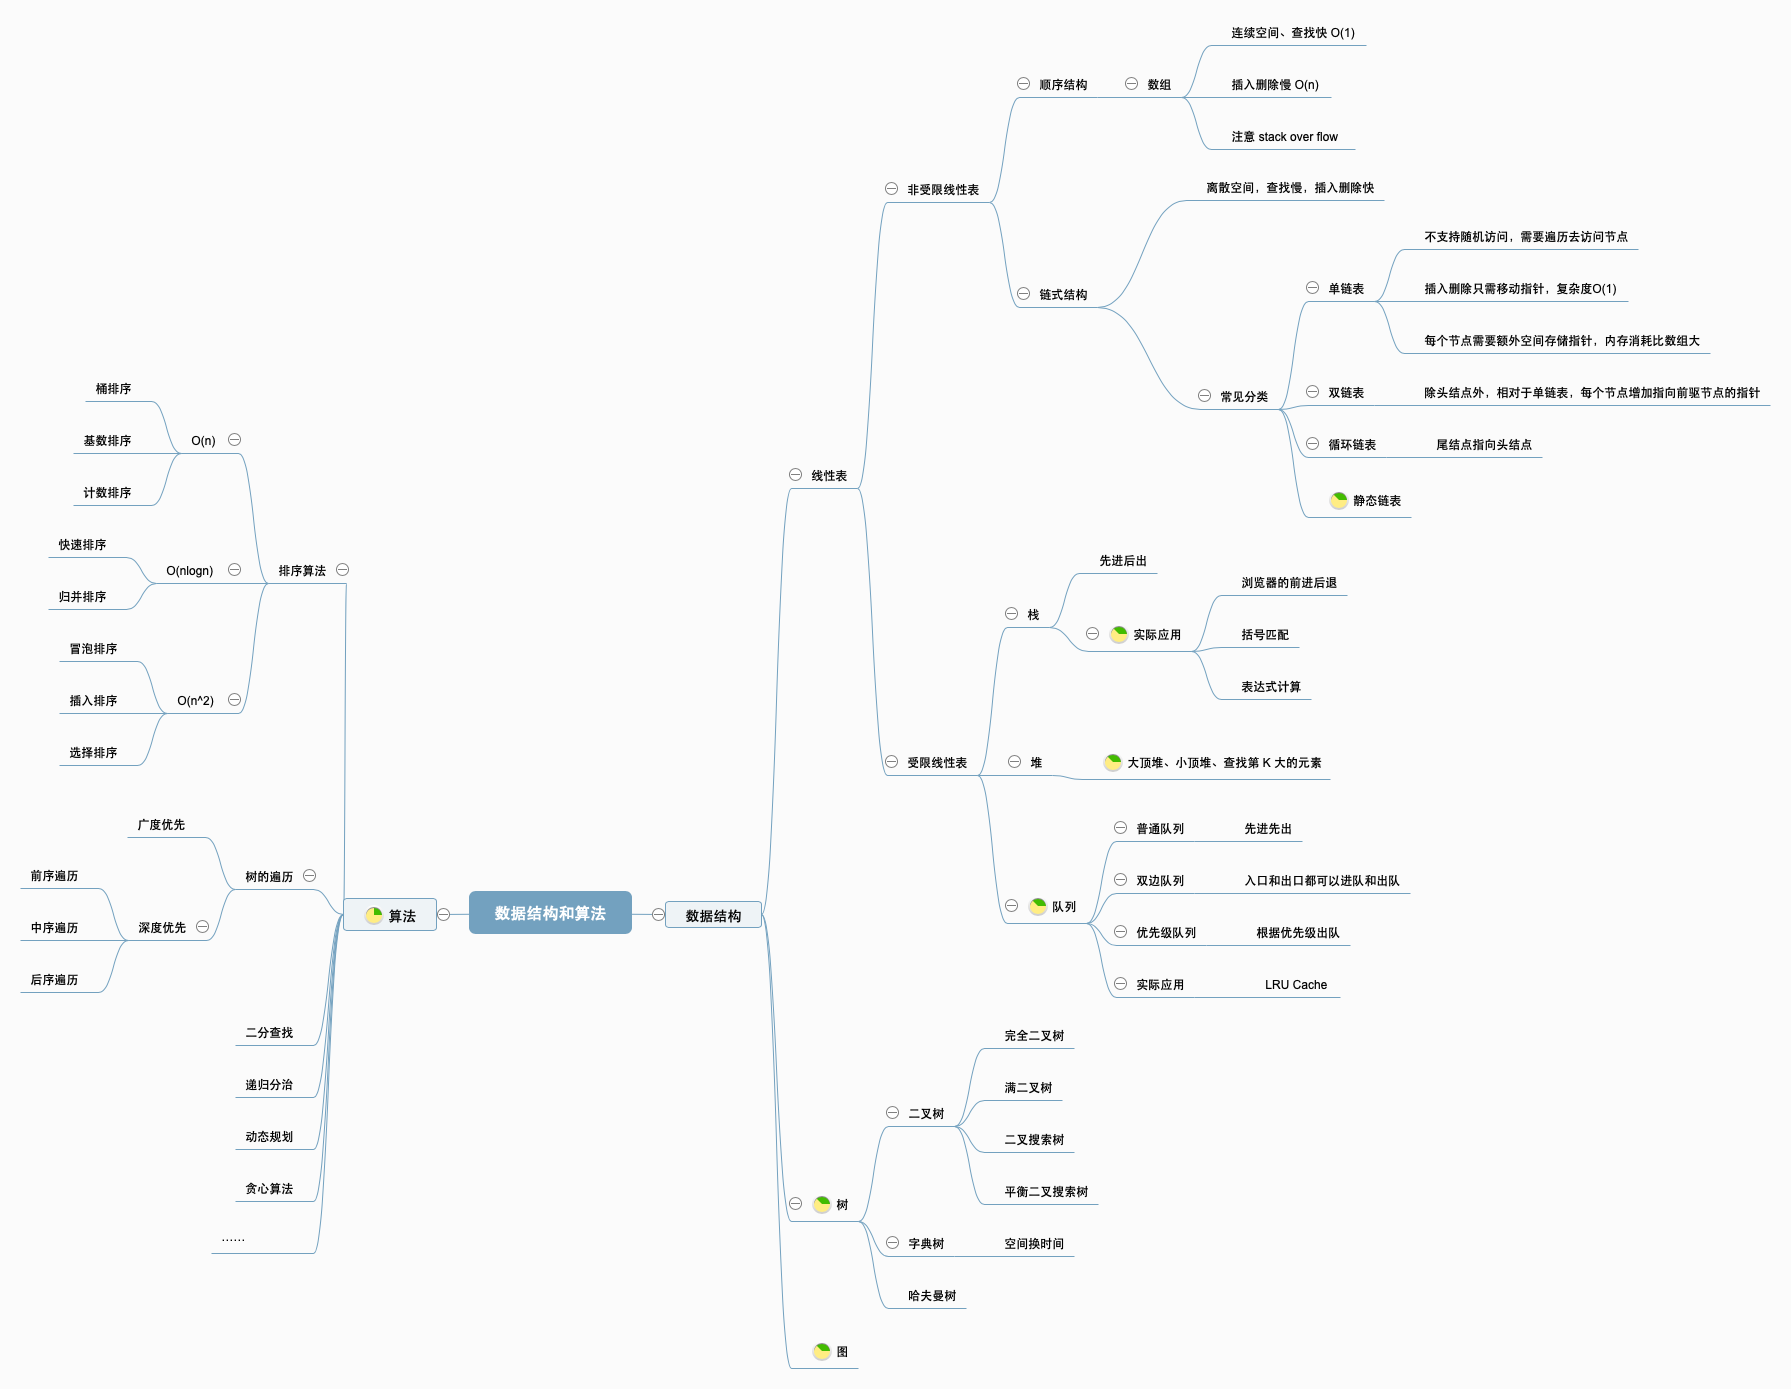 数据结构和算法
数据结构
线性表
非受限线性表
顺序结构
数组
连续空间、查找快 O(1)
插入删除慢 O(n)
注意 stack over flow
链式结构
离散空间，查找慢，插入删除快
常见分类
单链表
不支持随机访问，需要遍历去访问节点
插入删除只需移动指针，复杂度O(1)
每个节点需要额外空间存储指针，内存消耗比数组大
双链表
除头结点外，相对于单链表，每个节点增加指向前驱节点的指针
循环链表
尾结点指向头结点
静态链表
受限线性表
栈
先进后出
实际应用
浏览器的前进后退
括号匹配
表达式计算
堆
大顶堆、小顶堆、查找第 K 大的元素
队列
普通队列
先进先出
双边队列
入口和出口都可以进队和出队
优先级队列
根据优先级出队
实际应用
LRU Cache
树
二叉树
完全二叉树
满二叉树
二叉搜索树
平衡二叉搜索树
字典树
空间换时间
哈夫曼树
图
算法
排序算法
O(n)
桶排序
基数排序
计数排序
O(nlogn)
快速排序
归并排序
O(n^2)
冒泡排序
插入排序
选择排序
树的遍历
广度优先
深度优先
前序遍历
中序遍历
后序遍历
二分查找
递归分治
动态规划
贪心算法
......